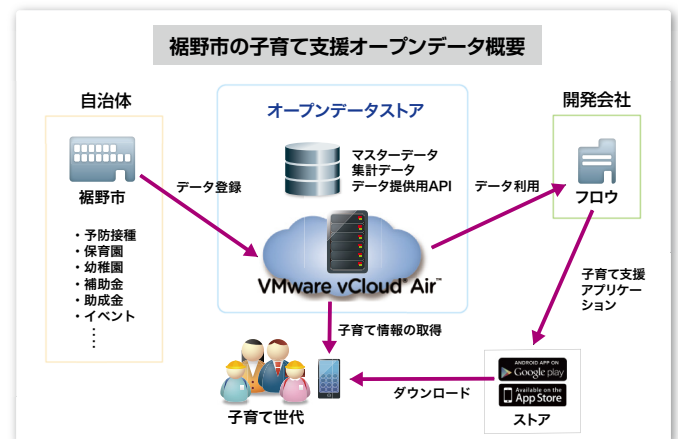 裾野市の子育て支援オープンデータ概要
自治体
裾野市
・予防接種
・保育園
・幼稚園
・補助金
・助成金
・イベント
データ登録
オープンデータストア
マスターデータ
集計データ
データ提供用API
VMware vCloud® Air™
データ利用
開発会社
フロウ
子育て支援
アプリケー
ション
子育て情報の取得
子育て世代
ダウンロード
ANDROID APP ON
Google play
Available on the
App Store
ストア